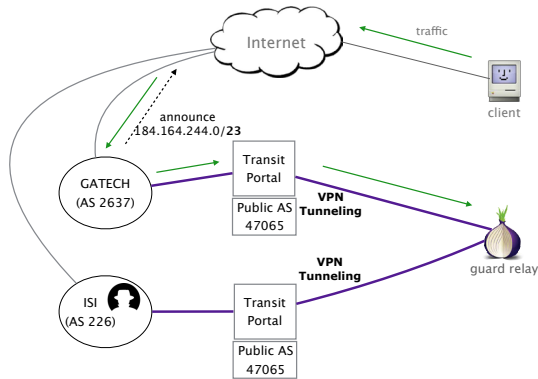 Internet
traffic
client
announce
184.164.244.0/23
GATECH
(AS 2637)
Transit
Portal
Public AS
47065
VPN
Tunneling
guard relay
VPN
Tunneling
ISI
(AS 226)
Transit
Portal
Public AS
47065